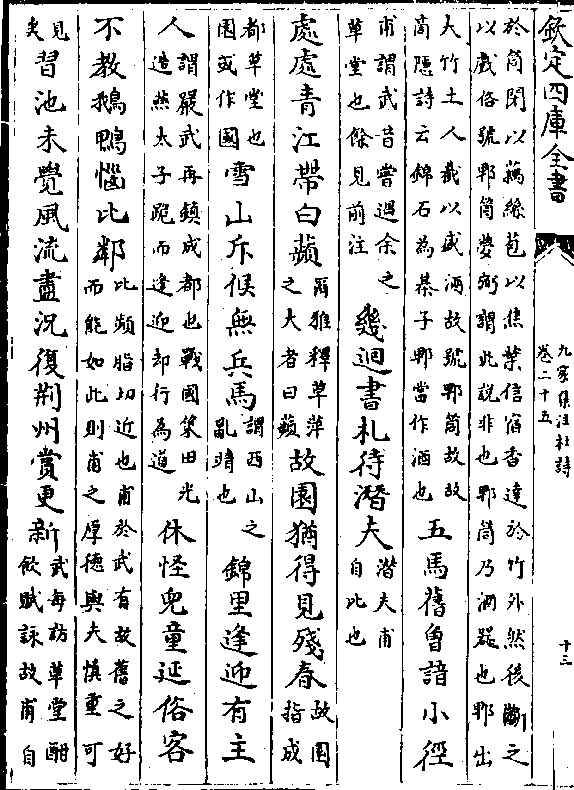 欽定四庫全書
九家集注杜詩
卷二十五
十三
於筒閉以藕絲苞以蕉葉信宿香達於竹外然後斷之
以獻俗號郫筒夢弼謂此說非也郫筒乃酒器也郫出
大竹土人截以盛酒故號郫筒故故
商隱詩云錦石為棊子郫當作酒也
五馬舊曾諳小徑
甫謂武昔嘗過余之
草堂也餘見前注
幾迴書札待潛夫
潛夫甫
自比也
處處青江帶白蘋
爾雅釋草萍
之大者曰蘋
故園猶得見殘春
故園
指成
都草堂也
園或作國
雪山斥候無兵馬
謂西山之
亂晴也
錦里逢迎有主
人
謂嚴武再鎮成都也戰國策田光
造燕太子跪而逢迎却行為道
休怪兒童延俗客
不教鵝鴨惱比鄰
比頻脂切近也甫於武有故舊之好
而能如此則甫之厚德與夫慎重可
見
矣
習池未覺風流盡況復荆州賞更新
武每訪草堂酣
飲賦詠故甫自